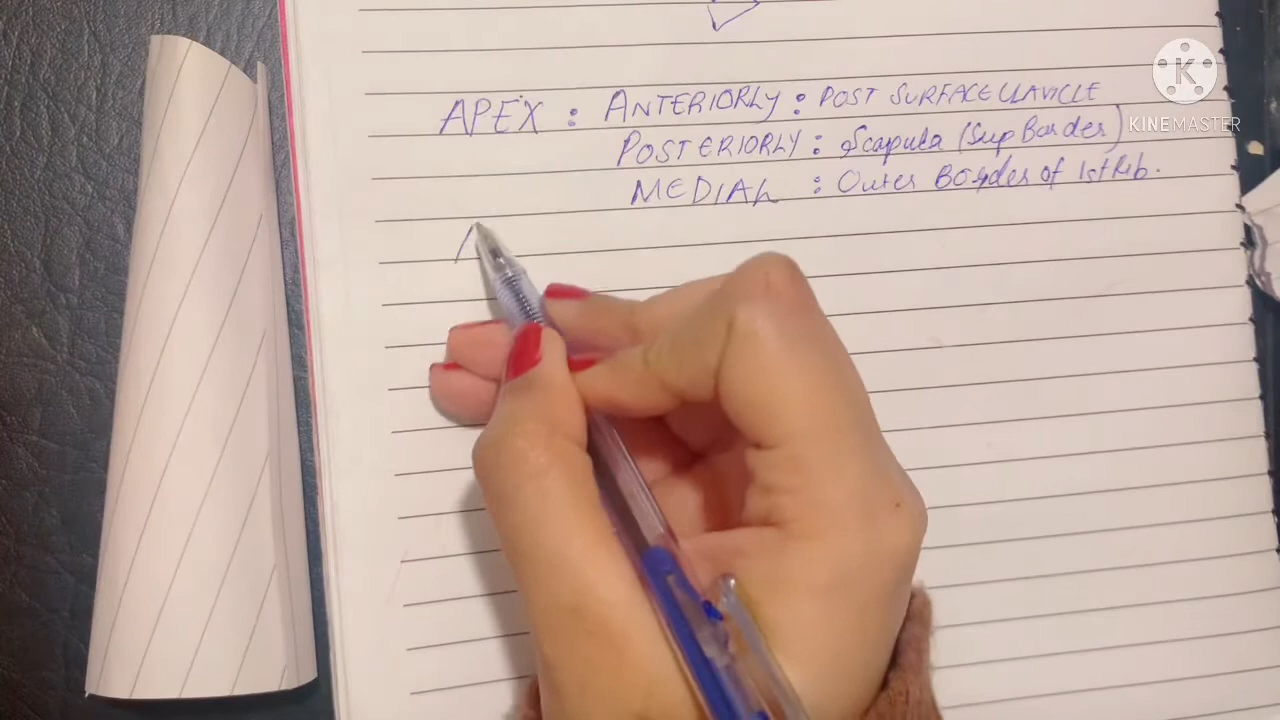 APEX : ANTERIORLY : POST SURFACE CLAVICLE
POSTERIORLY : Scapula (Sup Border)
MEDIAL : Outer Border of 1st Rib.
K
KINEMASTER